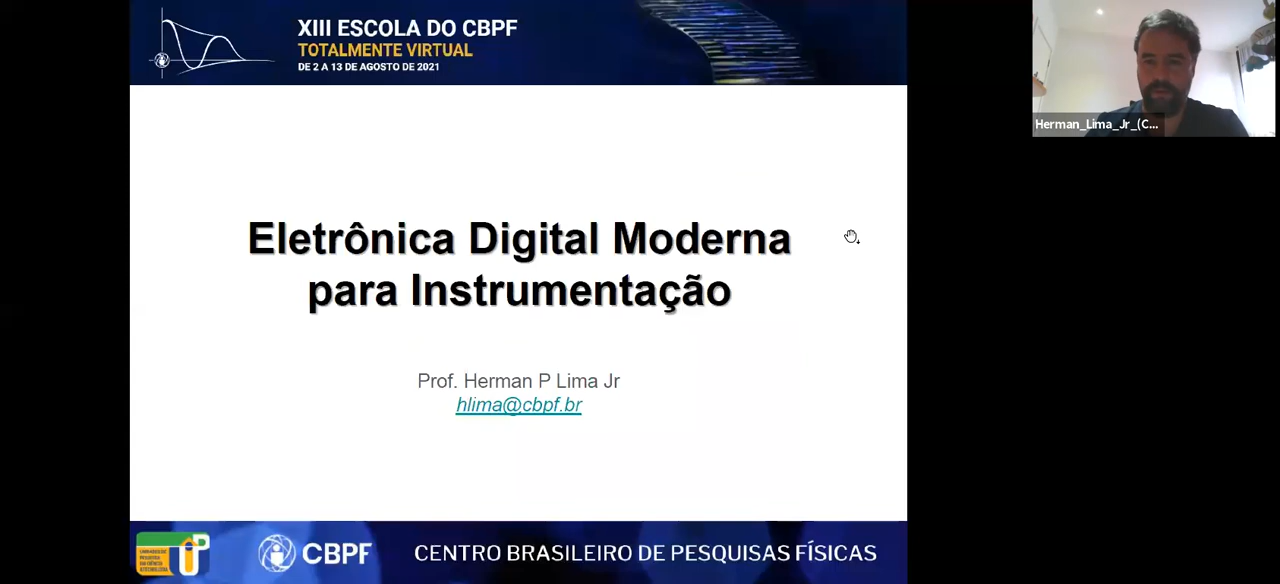 XIII ESCOLA DO CBPF
TOTALMENTE VIRTUAL
DE 2 A 13 DE AGOSTO DE 2021
Herman_Lima_Jr_(C...
Eletrônica Digital Moderna
para Instrumentação
Prof. Herman P Lima Jr
hlima@cbpf.br
CBPF
CENTRO BRASILEIRO DE PESQUISAS FÍSICAS